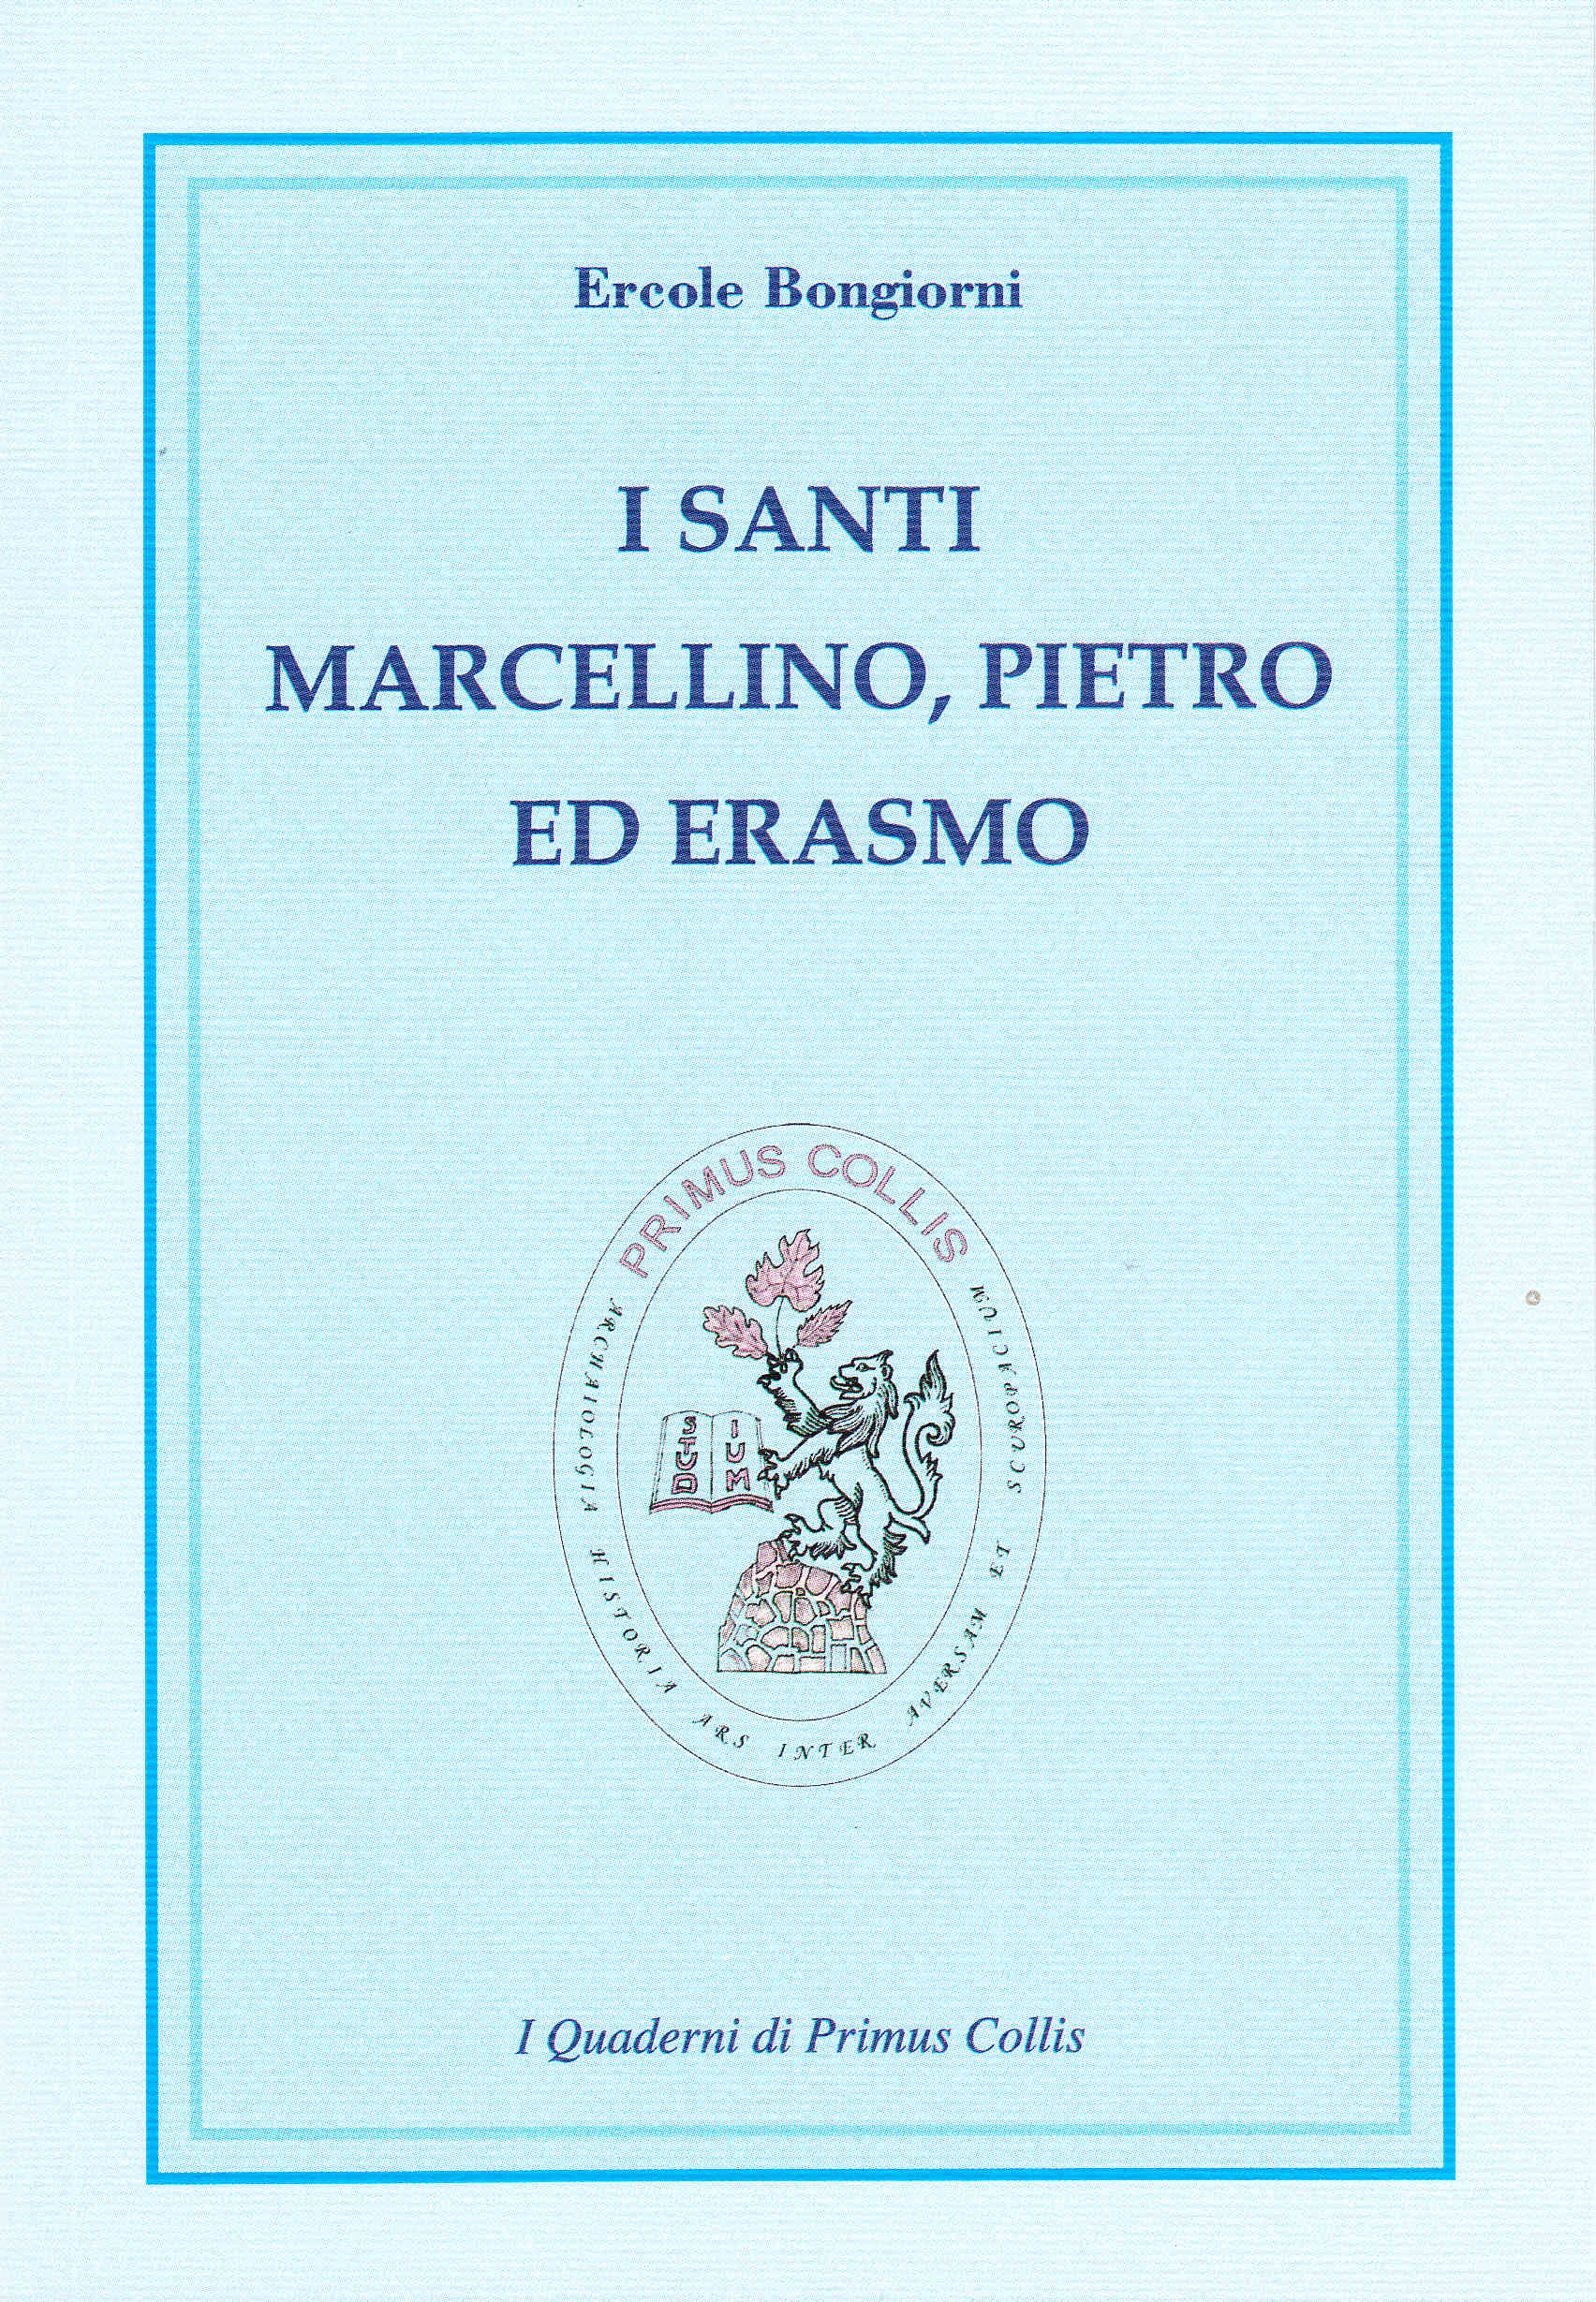 Ercole Bongiorni
I SANTI
MARCELLINO, PIETRO
ED ERASMO
PRIMUS COLLIS
ARCHAIOLOGIA HISTORIA ARS INTER AVERSAM ET SCUROPACIUM
STUD
IUM
I Quaderni di Primus Collis